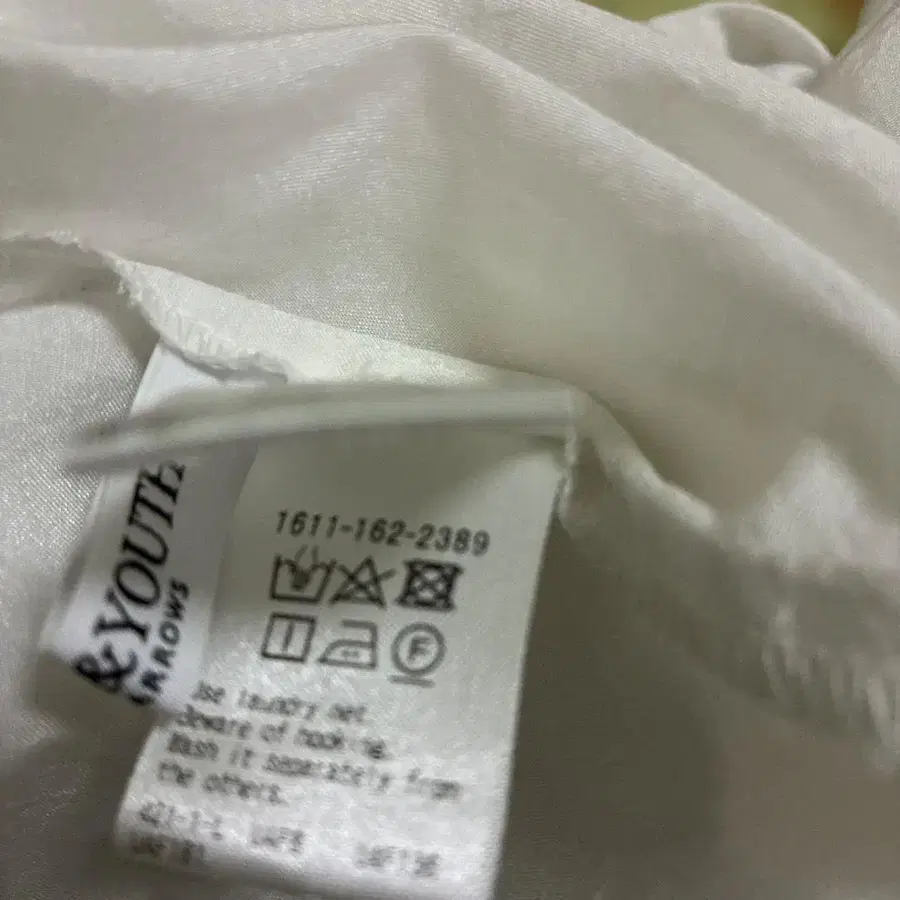 &YOUTH
ARROWS
1611-162-2389
F
Use laundry net.
Beware of hooking.
Wash it separately from
the others.